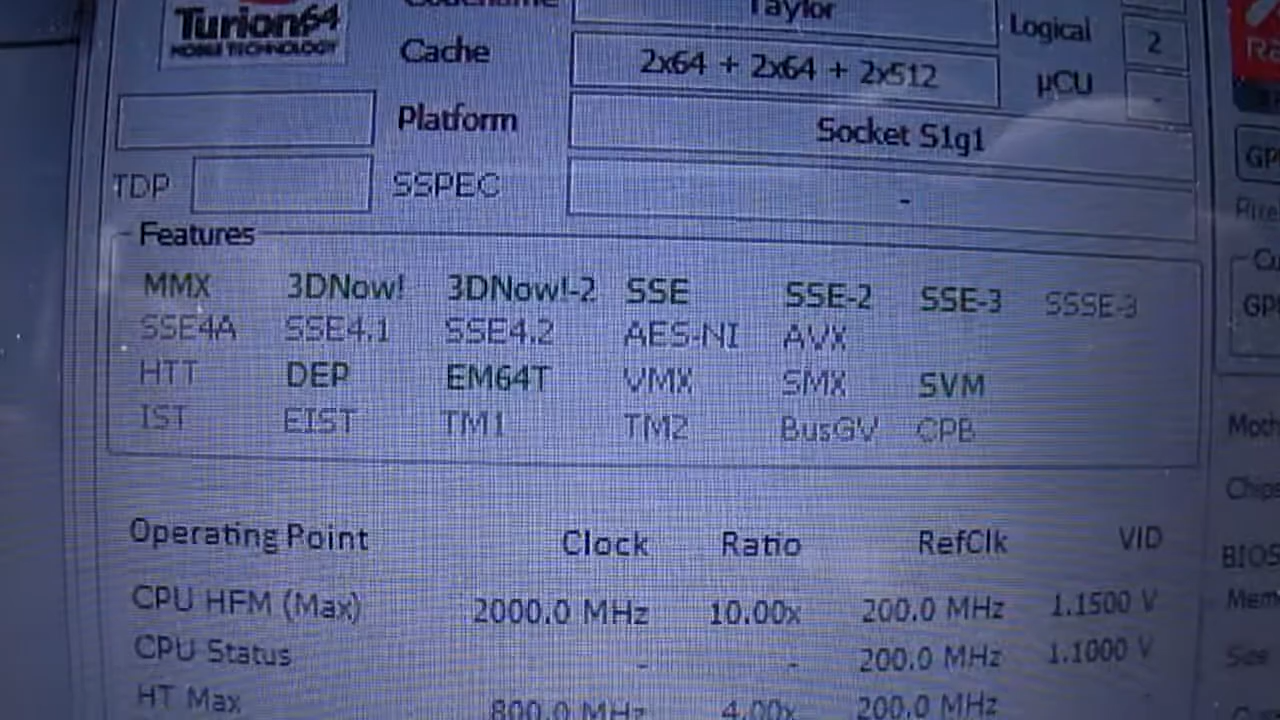 Turion64
MOBILE TECHNOLOGY
Codename Taylor
Logical 2
Cache 2x64 + 2x64 + 2x512
µCU -
Platform Socket S1g1
TDP SSPEC -
Features
MMX 3DNow! 3DNow!-2 SSE SSE-2 SSE-3 SSSE-3
SSE4A SSE4.1 SSE4.2 AES-NI AVX
HTT DEP EM64T VMX SMX SVM
IST EIST TM1 TM2 BusGV CPB
Operating Point Clock Ratio RefClk VID
CPU HFM (Max) 2000.0 MHz 10.00x 200.0 MHz 1.1500 V
CPU Status - - 200.0 MHz 1.1000 V
HT Max 800.0 MHz 4.00x 200.0 MHz -
BIOS
Size